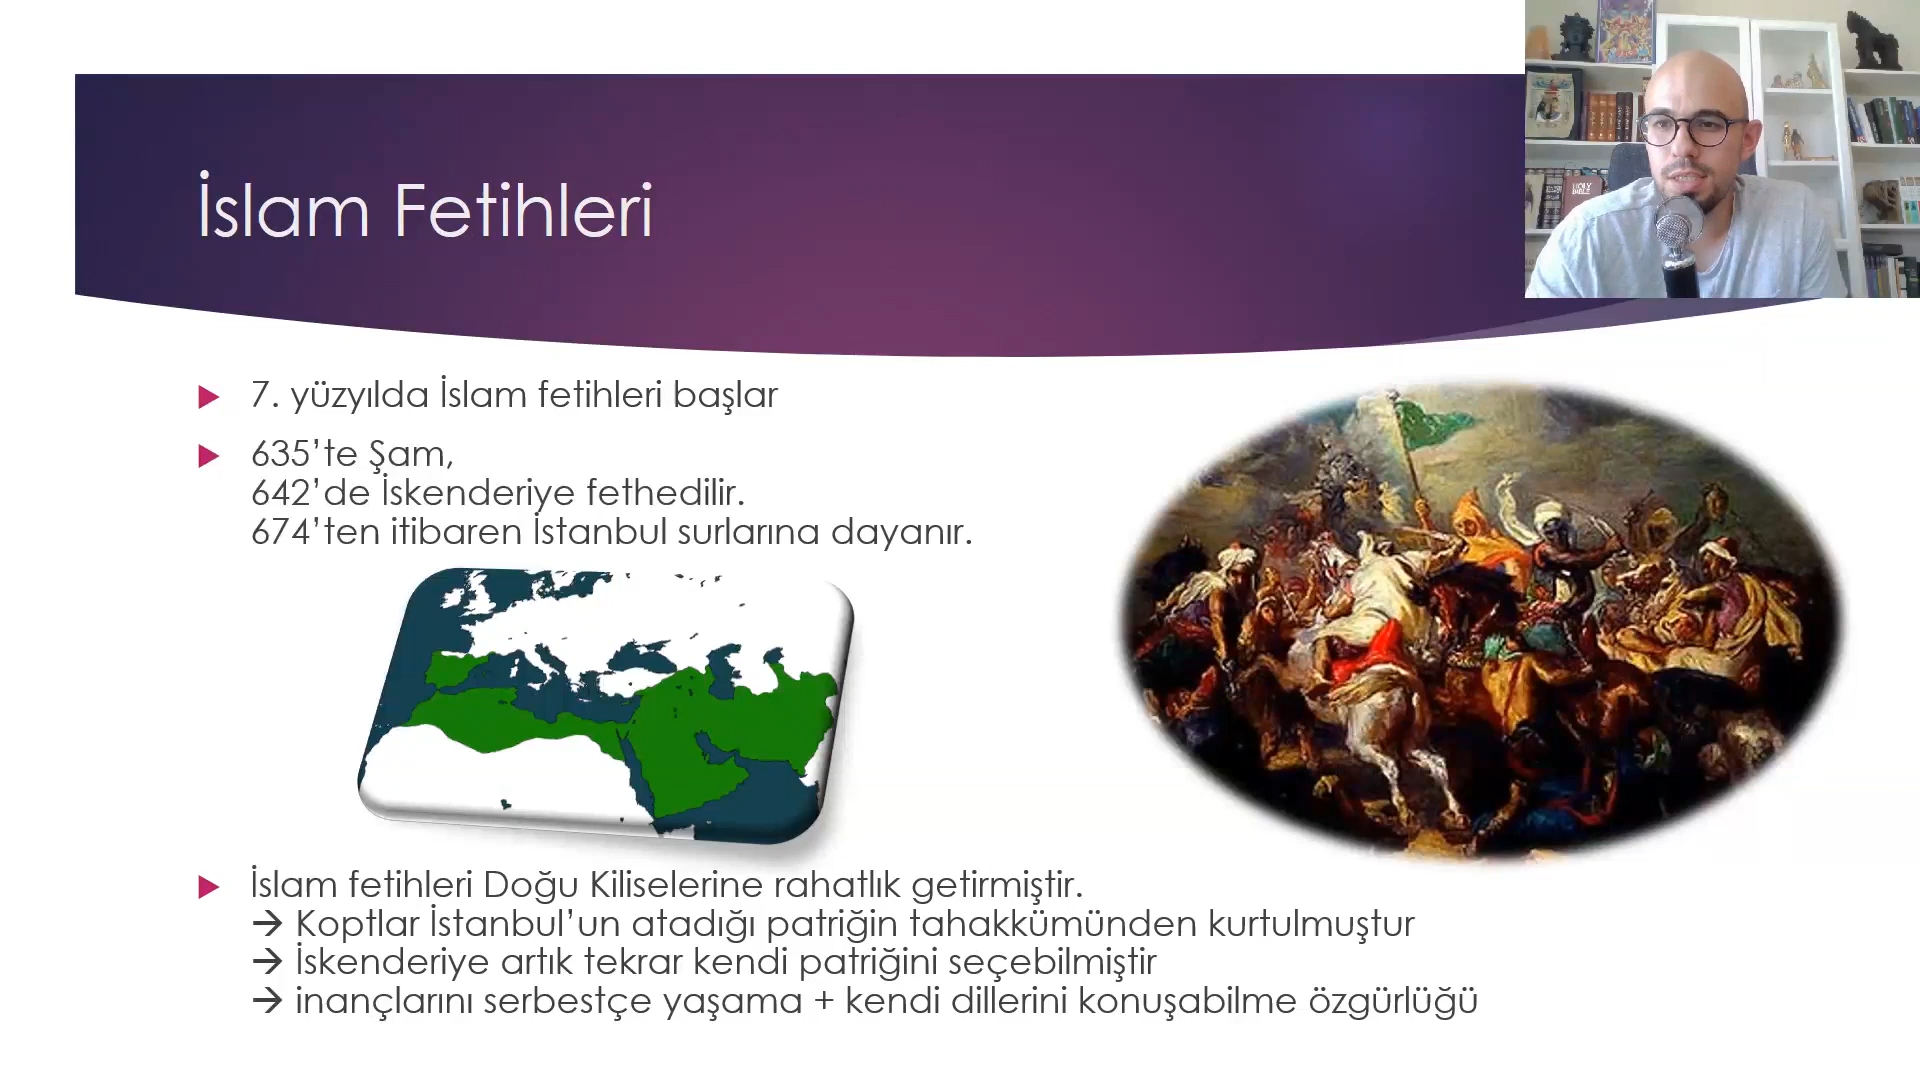 İslam Fetihleri
▶ 7. yüzyılda İslam fetihleri başlar
▶ 635’te Şam,
642’de İskenderiye fethedilir.
674’ten itibaren İstanbul surlarına dayanır.
▶ İslam fetihleri Doğu Kiliselerine rahatlık getirmiştir.
→ Koptlar İstanbul’un atadığı patriğin tahakkümünden kurtulmuştur
→ İskenderiye artık tekrar kendi patriğini seçebilmiştir
→ inançlarını serbestçe yaşama + kendi dillerini konuşabilme özgürlüğü
HOLY
BIBLE